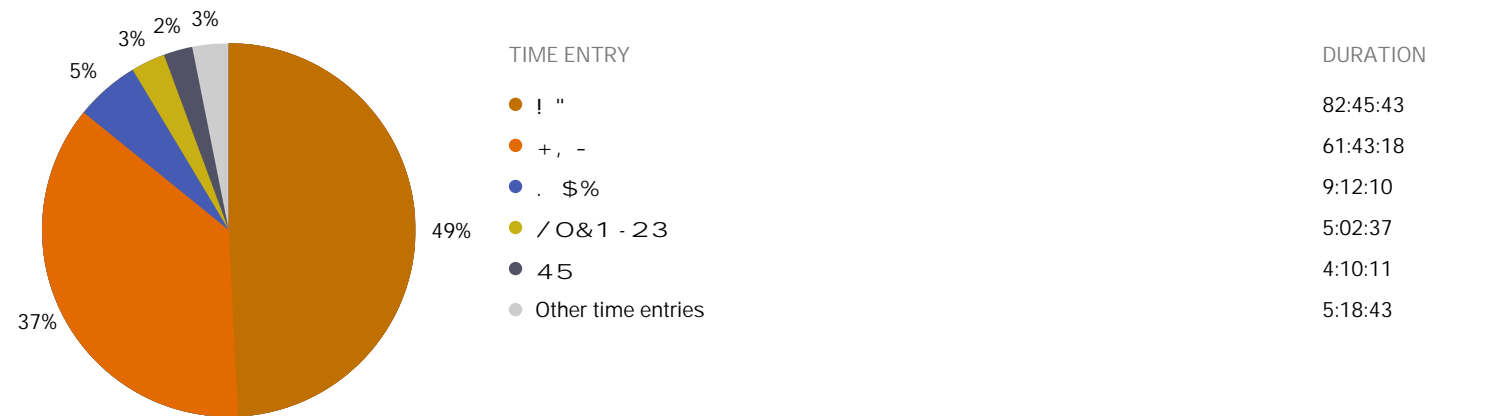 3%
2%
3%
5%
49%
37%
TIME ENTRY DURATION
! " 82:45:43
+, - 61:43:18
. $% 9:12:10
/0&1-23 5:02:37
45 4:10:11
Other time entries 5:18:43